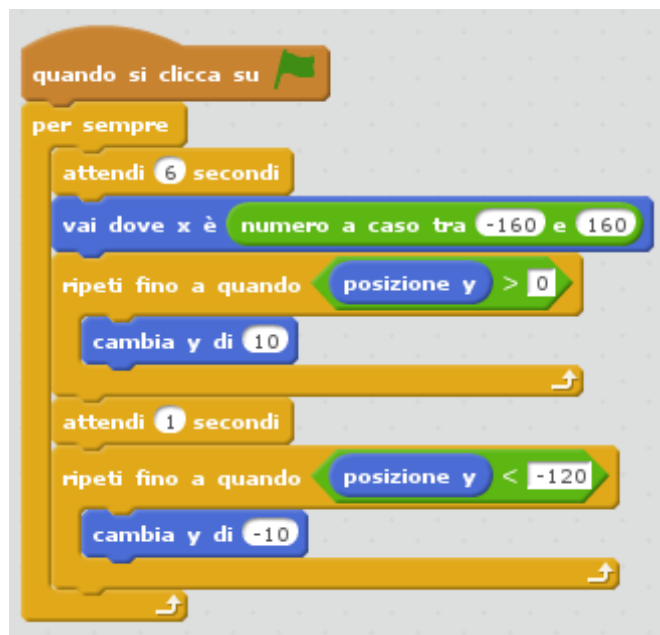 quando si clicca su
per sempre
attendi 6 secondi
vai dove x è numero a caso tra -160 e 160
ripeti fino a quando posizione y > 0
cambia y di 10
attendi 1 secondi
ripeti fino a quando posizione y < -120
cambia y di -10